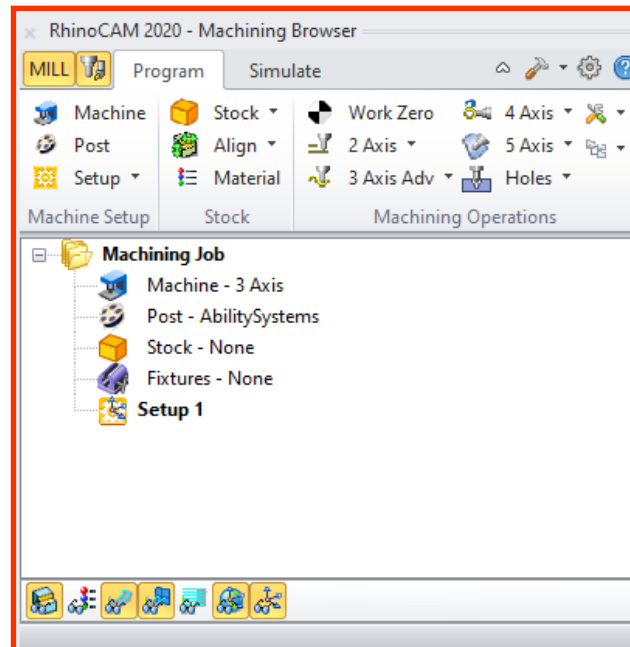 RhinoCAM 2020 - Machining Browser
MILL Program Simulate
Machine Stock Work Zero 4 Axis
Post Align 2 Axis 5 Axis
Setup Material 3 Axis Adv Holes
Machine Setup Stock Machining Operations
Machining Job
Machine - 3 Axis
Post - AbilitySystems
Stock - None
Fixtures - None
Setup 1